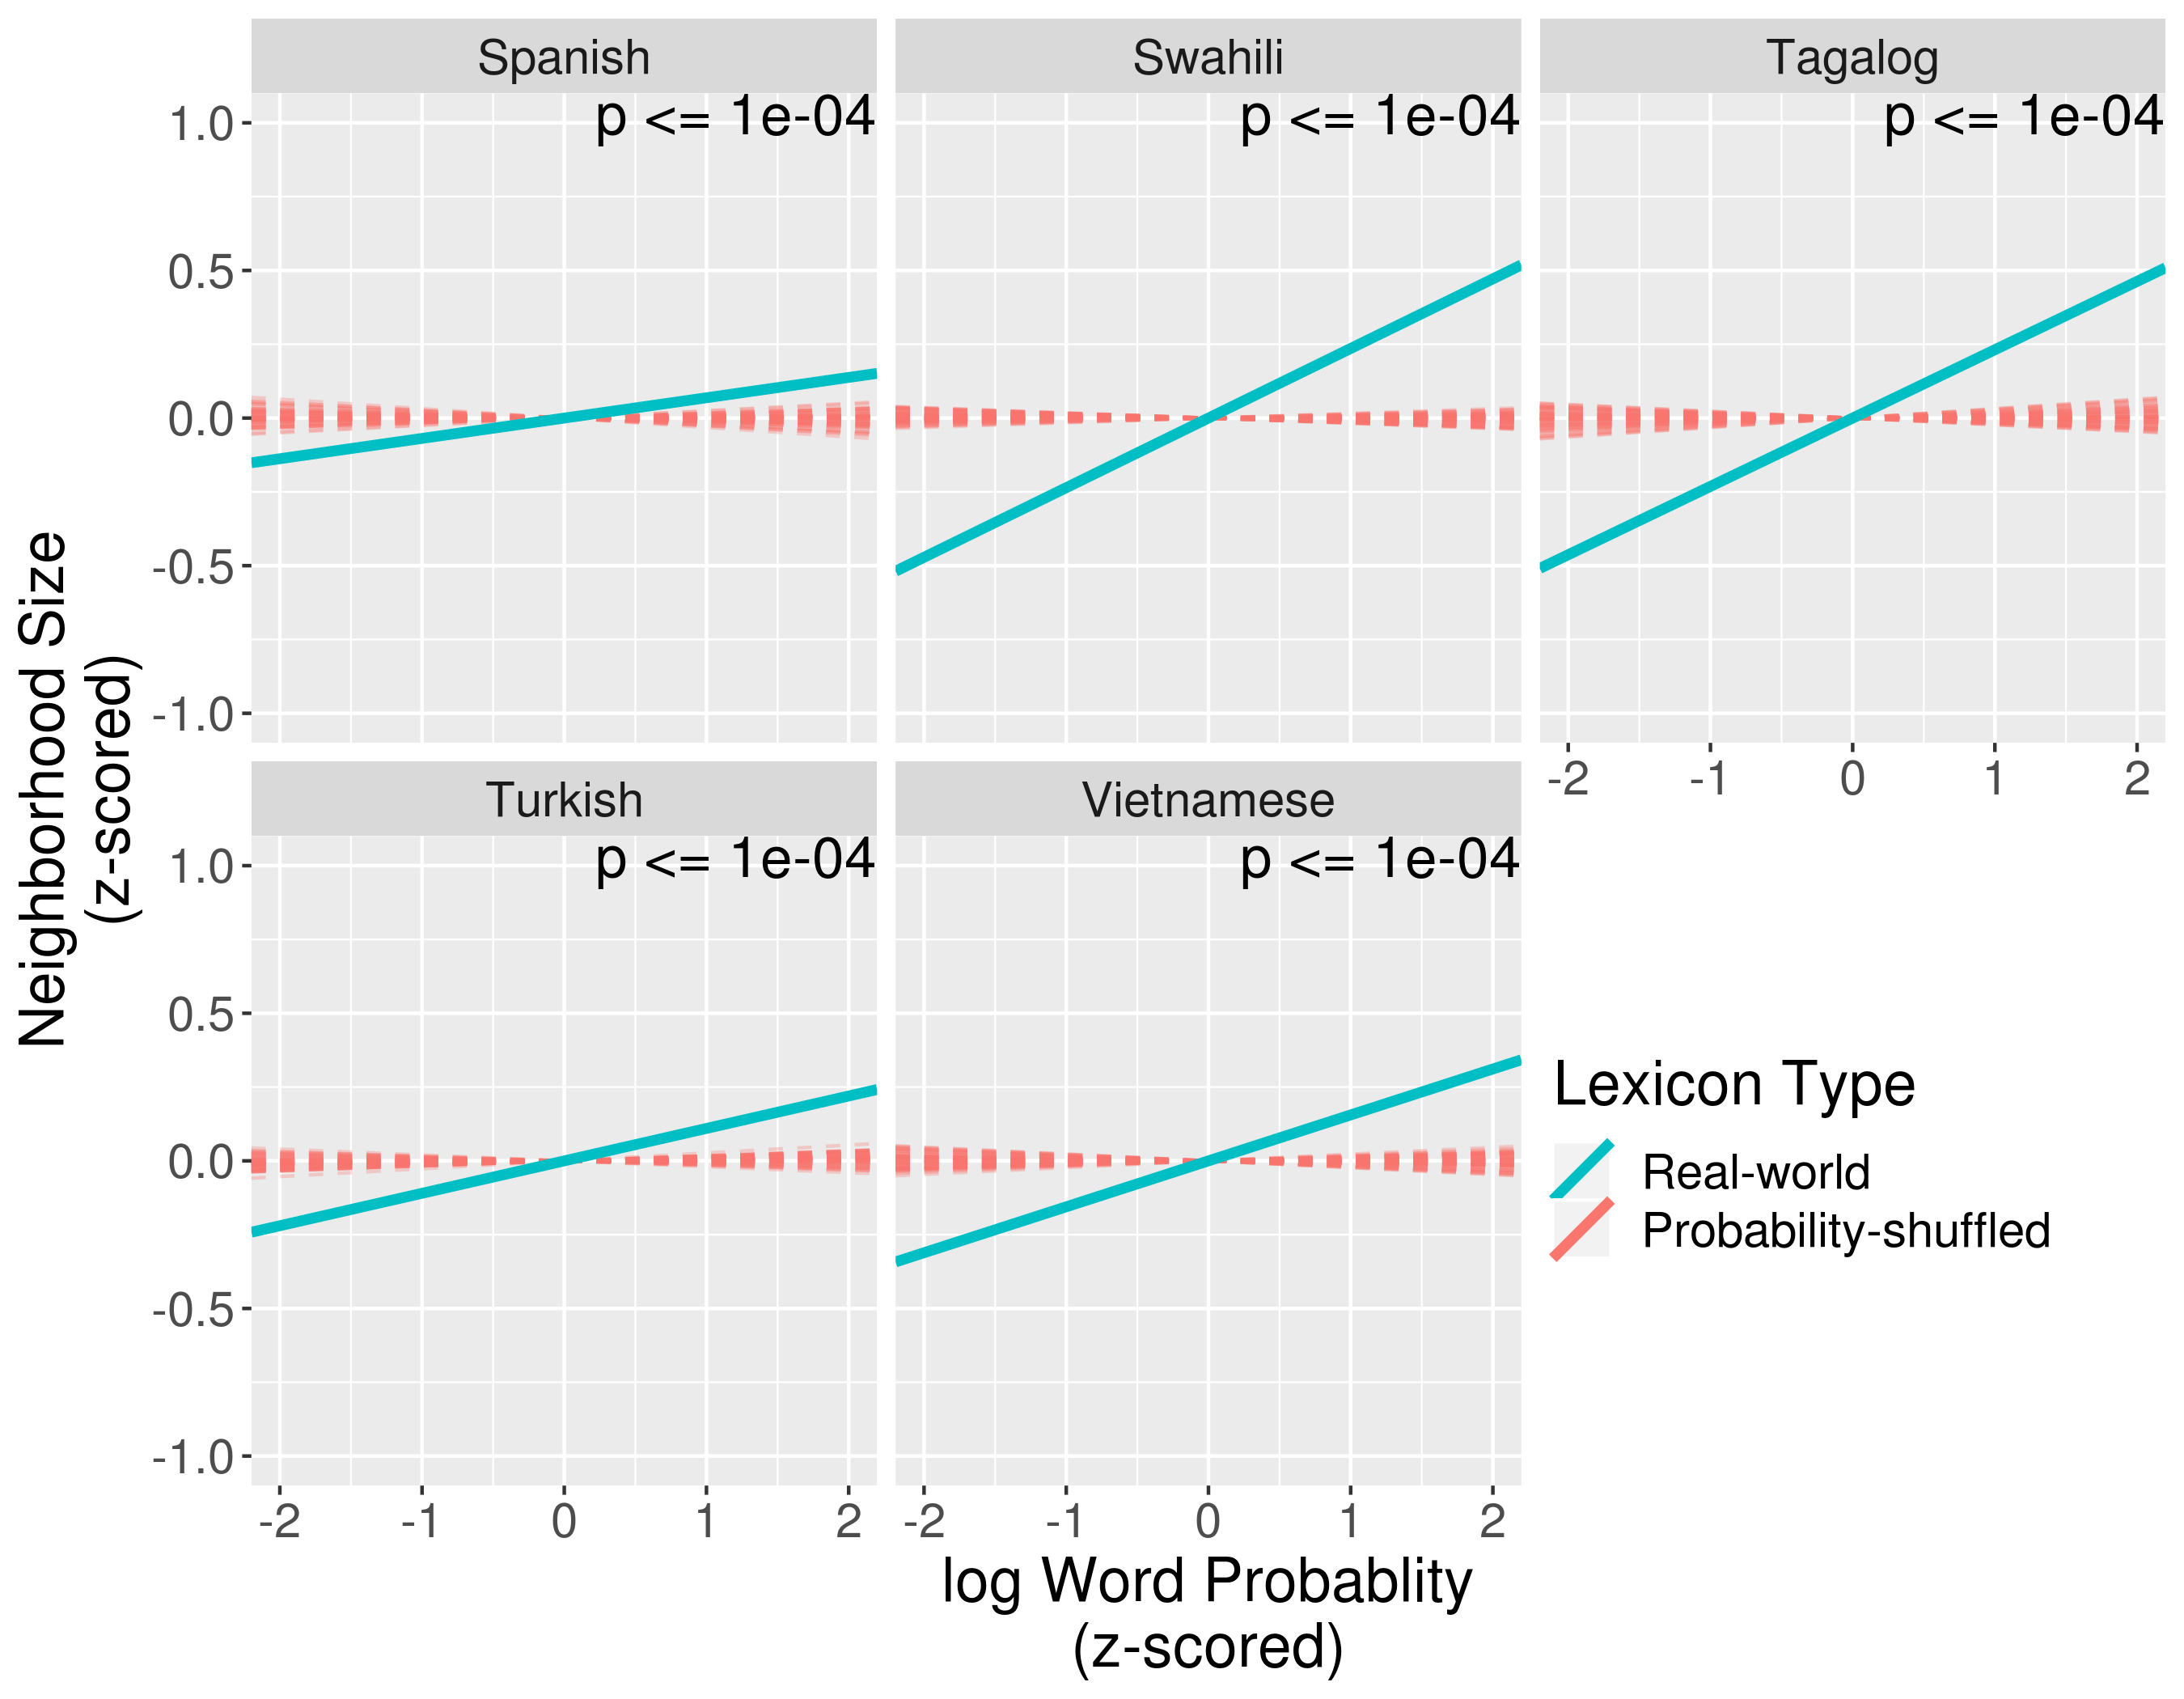 Spanish
Swahili
Tagalog
p <= 1e-04
p <= 1e-04
p <= 1e-04
1.0
0.5
0.0
-0.5
-1.0
-2 -1 0 1 2
Turkish
Vietnamese
p <= 1e-04
p <= 1e-04
1.0
0.5
0.0
-0.5
-1.0
-2 -1 0 1 2
-2 -1 0 1 2
Neighborhood Size
(z-scored)
log Word Probablity
(z-scored)
Lexicon Type
Real-world
Probability-shuffled